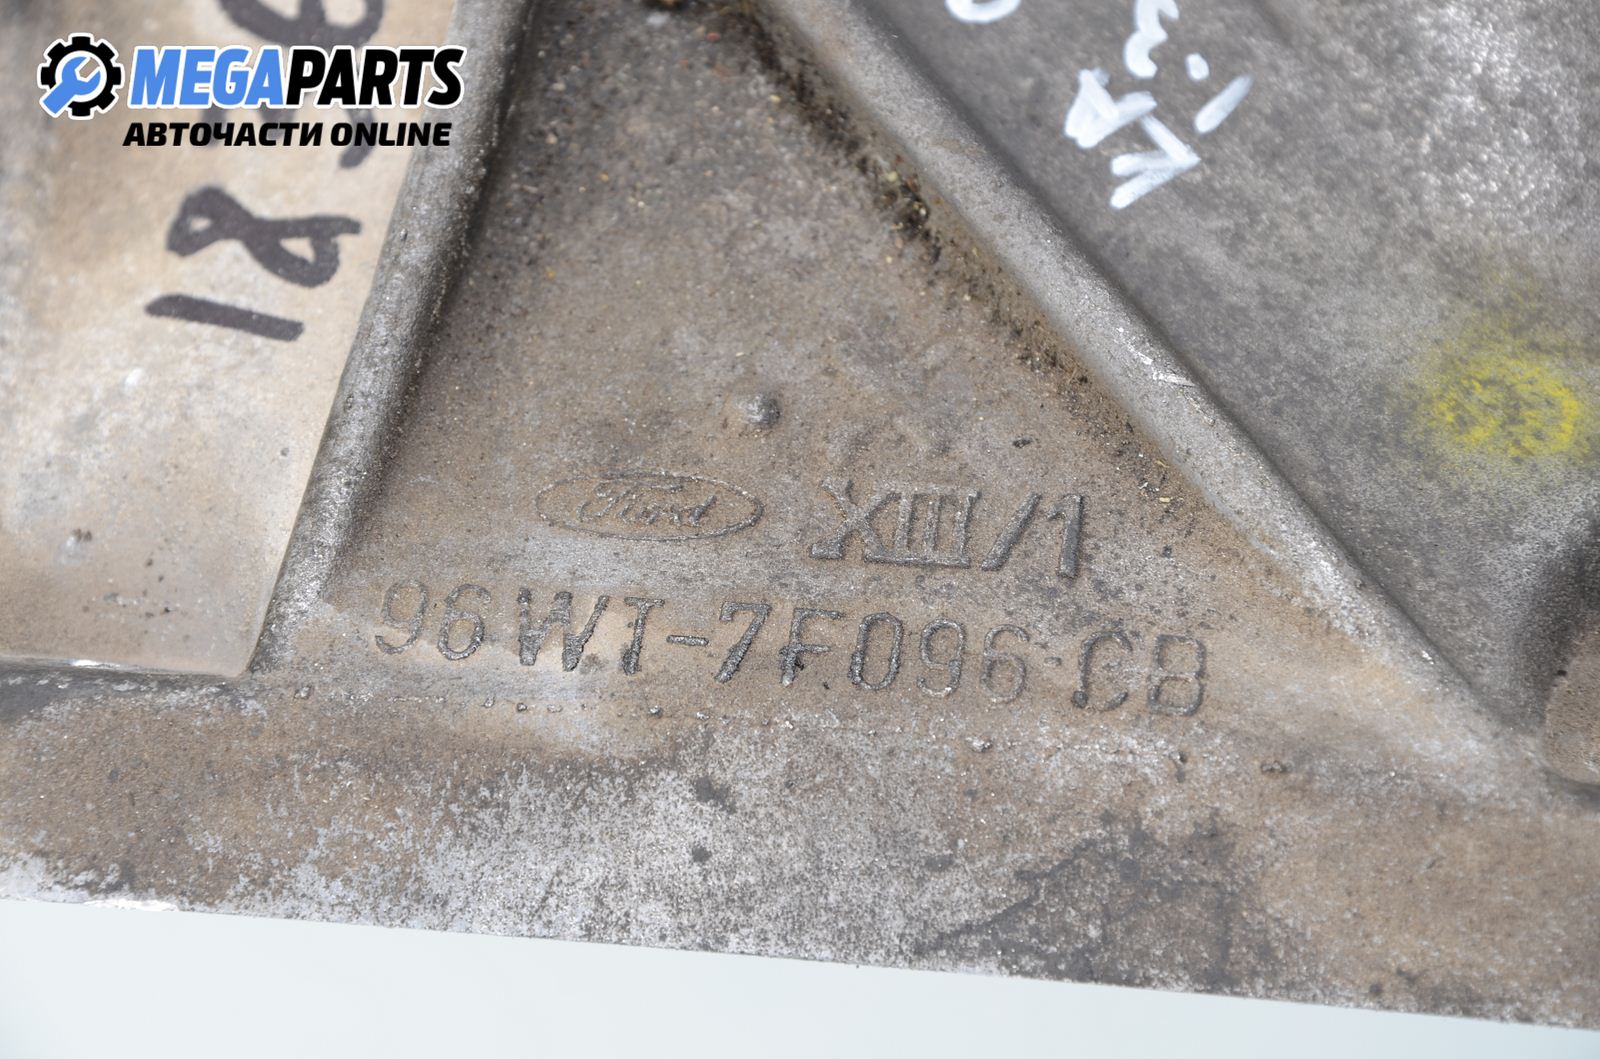 MEGAPARTS
АВТОЧАСТИ ONLINE
18
Ford XIII/1
96WT-7F096-CB